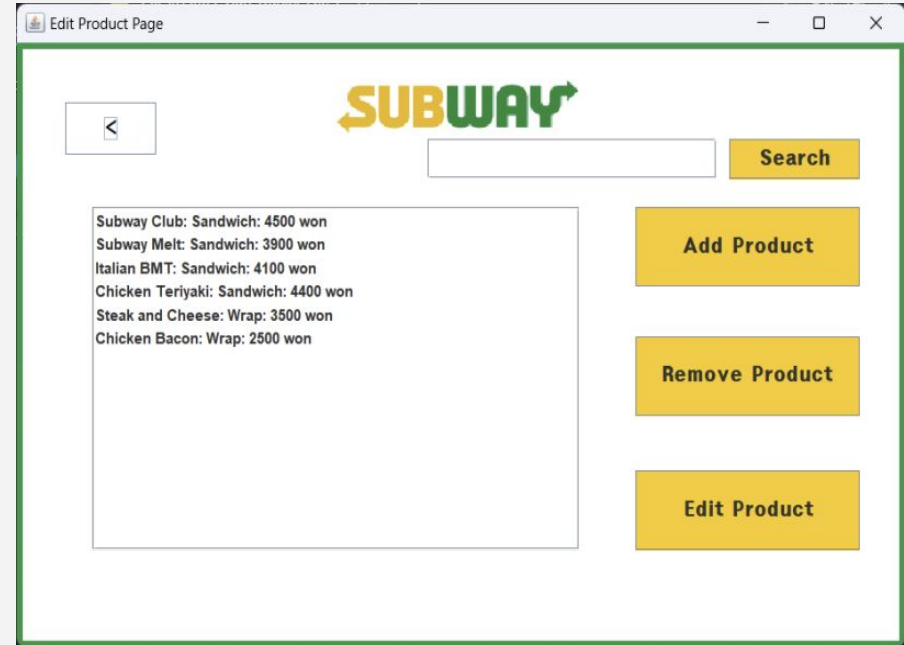 Edit Product Page
SUBWAY
<
Search
Subway Club: Sandwich: 4500 won
Subway Melt: Sandwich: 3900 won
Italian BMT: Sandwich: 4100 won
Chicken Teriyaki: Sandwich: 4400 won
Steak and Cheese: Wrap: 3500 won
Chicken Bacon: Wrap: 2500 won
Add Product
Remove Product
Edit Product